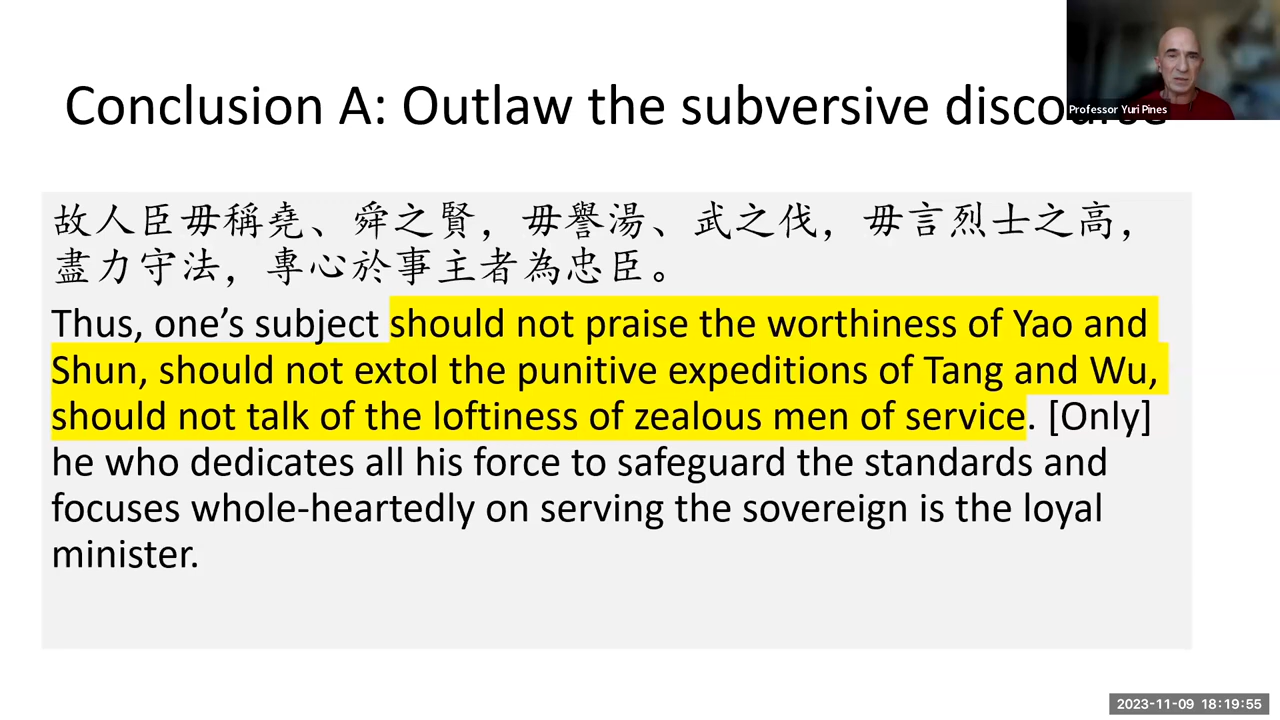 Conclusion A: Outlaw the subversive discourse
Professor Yuri Pines
故人臣毋稱堯、舜之賢，毋譽湯、武之伐，毋言烈士之高，
盡力守法，專心於事主者為忠臣。
Thus, one’s subject should not praise the worthiness of Yao and
Shun, should not extol the punitive expeditions of Tang and Wu,
should not talk of the loftiness of zealous men of service. [Only]
he who dedicates all his force to safeguard the standards and
focuses whole-heartedly on serving the sovereign is the loyal
minister.
2023-11-09 18:19:55